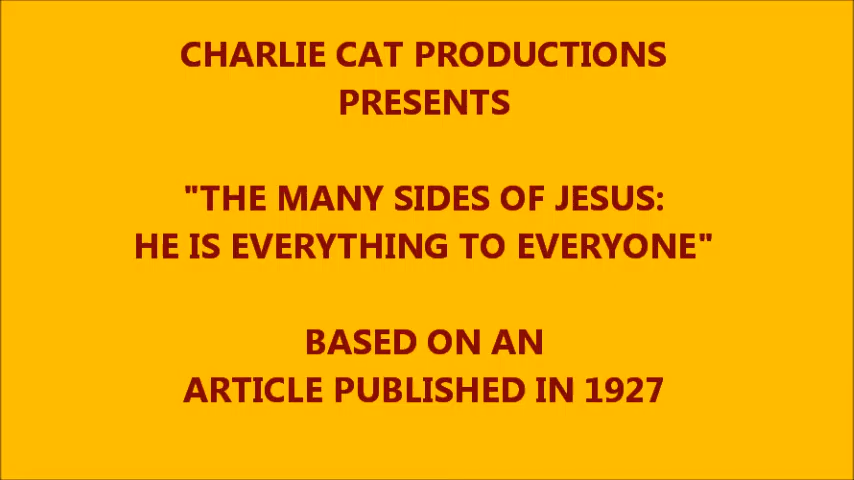 CHARLIE CAT PRODUCTIONS
PRESENTS
"THE MANY SIDES OF JESUS:
HE IS EVERYTHING TO EVERYONE"
BASED ON AN
ARTICLE PUBLISHED IN 1927